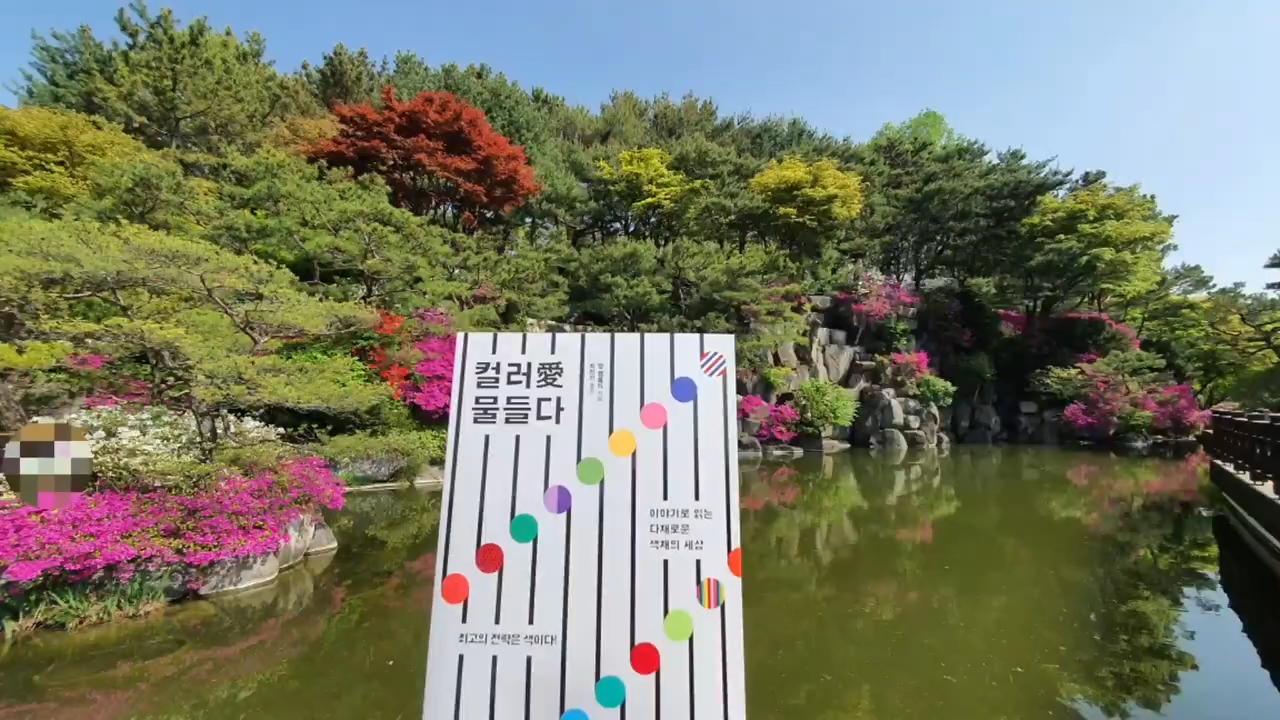 컬러愛
물들다
이야기로 읽는
다채로운
색채의 세상
최고의 전략은 색이다!